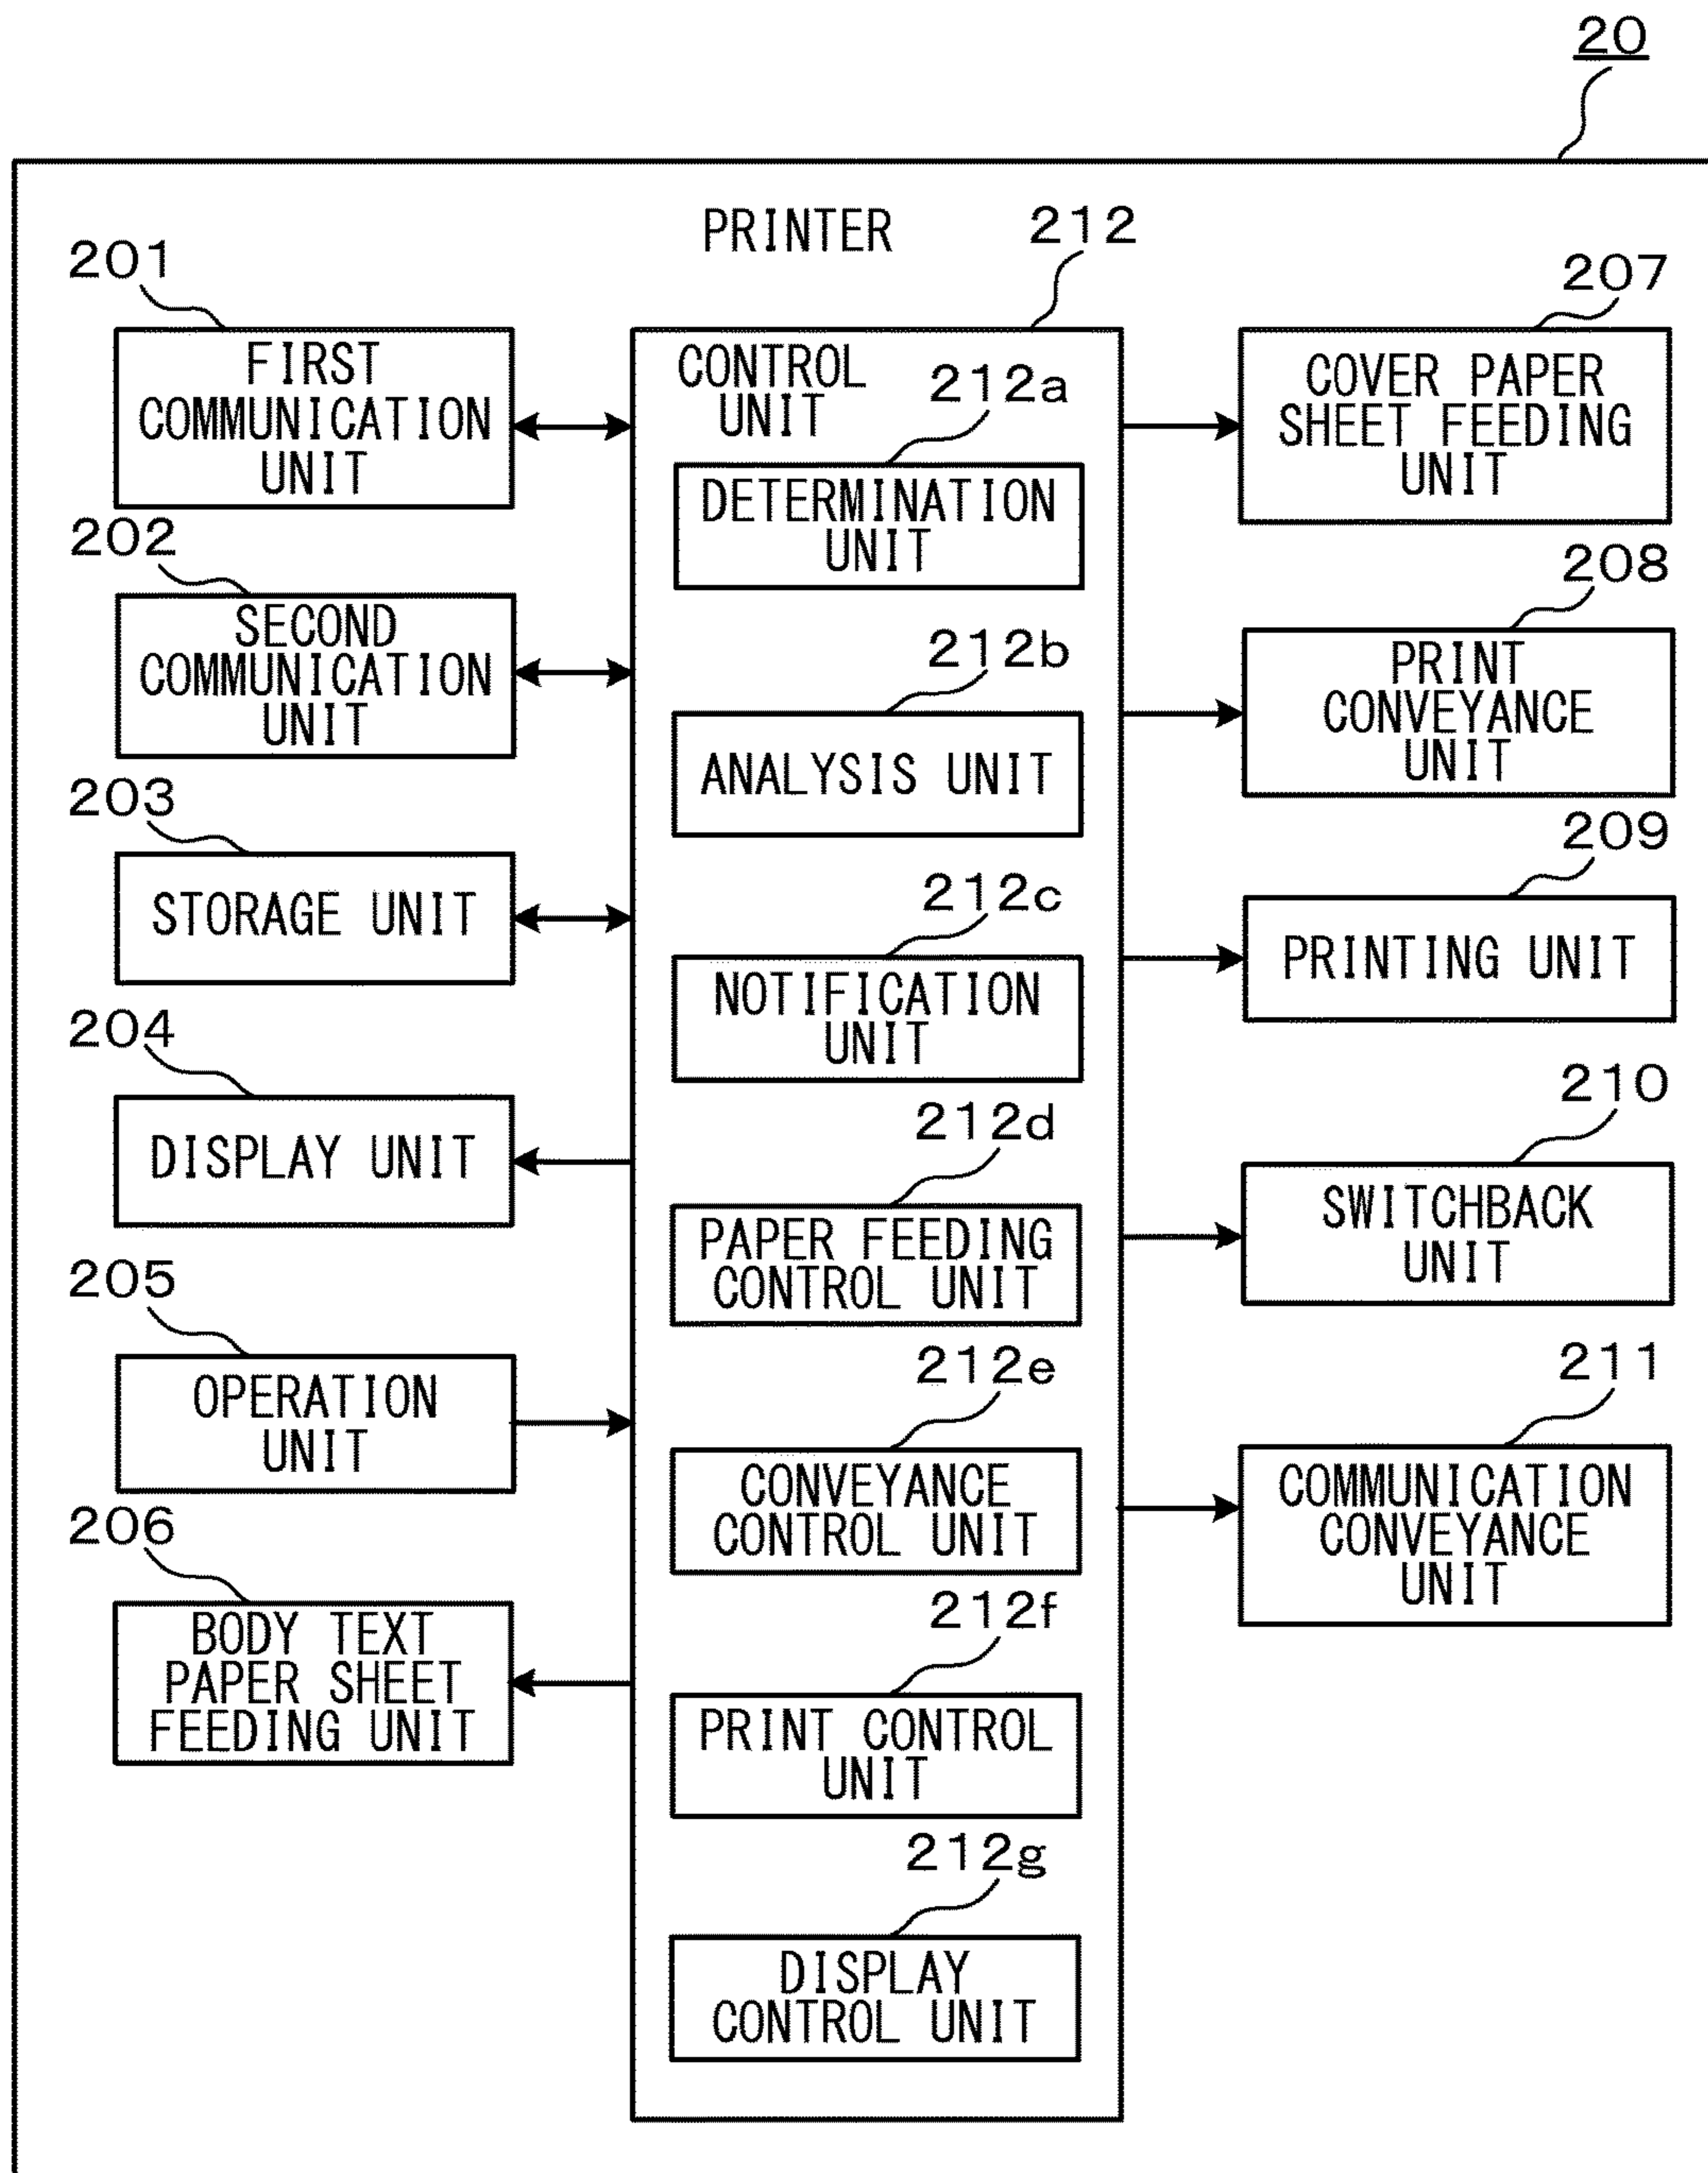 20
PRINTER
201
FIRST
COMMUNICATION
UNIT
202
SECOND
COMMUNICATION
UNIT
203
STORAGE UNIT
204
DISPLAY UNIT
205
OPERATION
UNIT
206
BODY TEXT
PAPER SHEET
FEEDING UNIT
212
CONTROL
UNIT
212a
DETERMINATION
UNIT
212b
ANALYSIS UNIT
212c
NOTIFICATION
UNIT
212d
PAPER FEEDING
CONTROL UNIT
212e
CONVEYANCE
CONTROL UNIT
212f
PRINT CONTROL
UNIT
212g
DISPLAY
CONTROL UNIT
207
COVER PAPER
SHEET FEEDING
UNIT
208
PRINT
CONVEYANCE
UNIT
209
PRINTING UNIT
210
SWITCHBACK
UNIT
211
COMMUNICATION
CONVEYANCE
UNIT